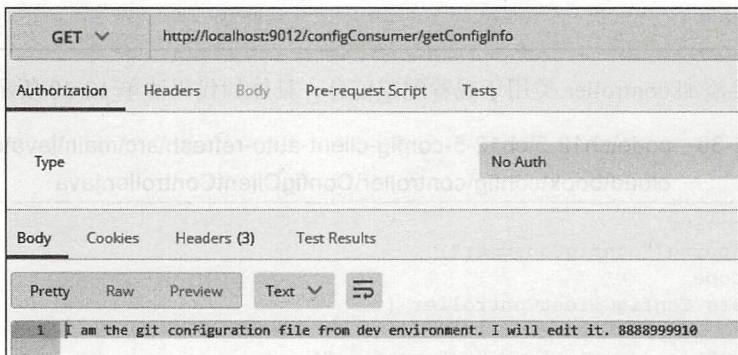 GET http://localhost:9012/configConsumer/getConfigInfo
Authorization Headers Body Pre-request Script Tests
Type No Auth
Body Cookies Headers (3) Test Results
Pretty Raw Preview Text
1 I am the git configuration file from dev environment. I will edit it. 8888999910